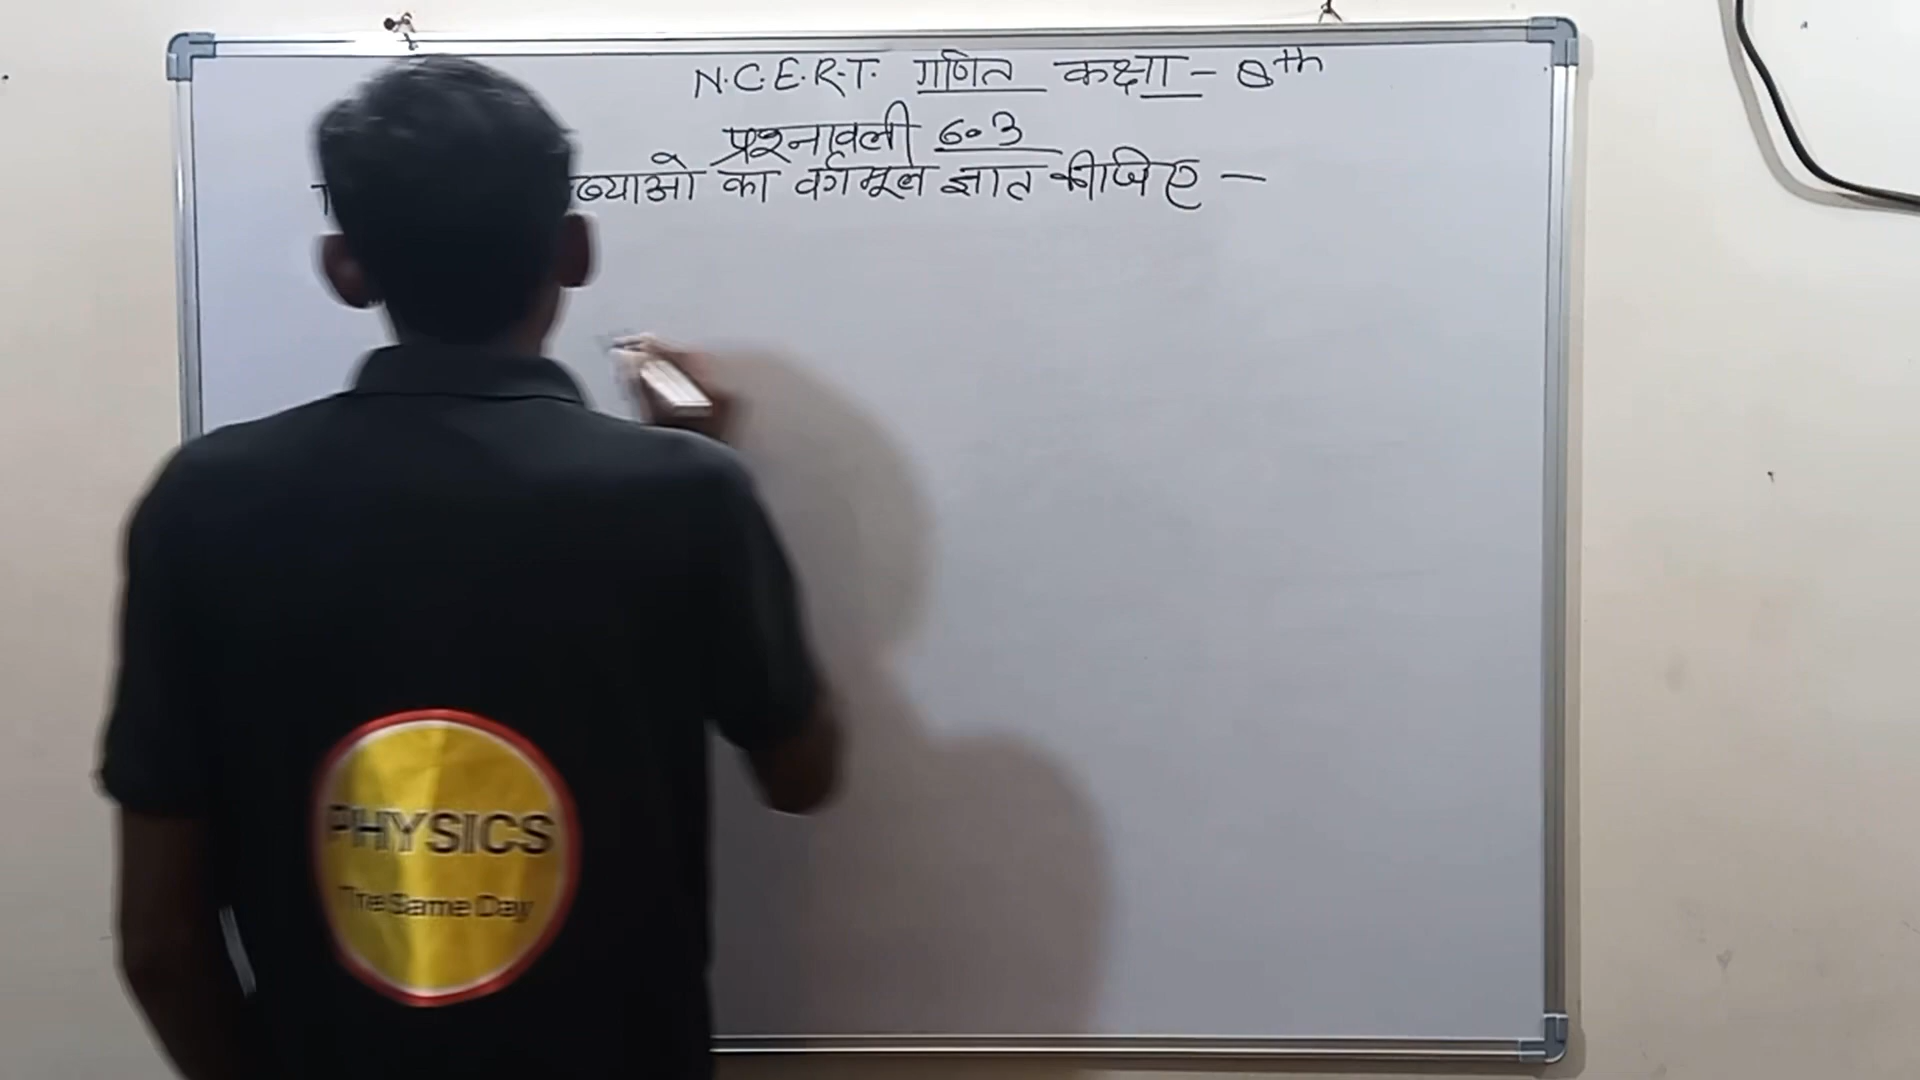 N.C.E.R.T. गणित कक्षा - 8th
प्रश्नावली 6.3
का वर्गमूल ज्ञात कीजिए -
PHYSICS
The Same Day